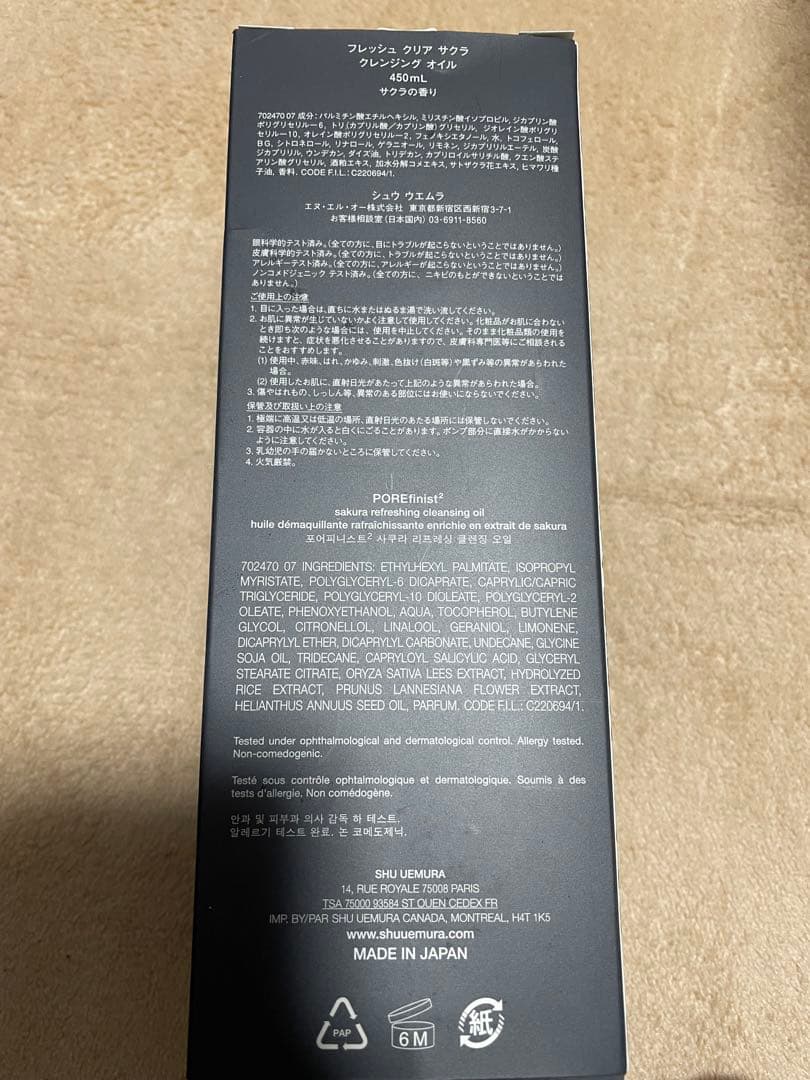 フレッシュ クリア サクラ
クレンジング オイル
450mL
サクラの香り
702470 07 成分：パルミチン酸エチルヘキシル, ミリスチン酸イソプロピル, ジカプリン酸
ポリグリセリル－6, トリ（カプリル酸／カプリン酸）グリセリル, ジオレイン酸ポリグリ
セリル－10, オレイン酸ポリグリセリル－2, フェノキシエタノール, 水, トコフェロール,
BG, シトロネロール, リナロール, ゲラニオール, リモネン, ジカプリリルエーテル, 炭酸
ジカプリリル, ウンデカン, ダイズ油, トリデカン, カプリロイルサリチル酸, クエン酸ステ
アリン酸グリセリル, 酒粕エキス, 加水分解コメエキス, サトザクラ花エキス, ヒマワリ種
子油, 香料. CODE F.I.L.: C220694/1.
シュウ ウエムラ
エヌ・エル・オー株式会社 東京都新宿区西新宿3-7-1
お客様相談室（日本国内）03-6911-8560
眼科学的テスト済み。（全ての方に、目にトラブルが起こらないということではありません。）
皮膚科学的テスト済み。（全ての方に、トラブルが起こらないということではありません。）
アレルギーテスト済み。（全ての方に、アレルギーが起こらないということではありません。）
ノンコメドジェニック テスト済み。（全ての方に、ニキビのもとができないということでは
ありません。）
ご使用上の注意
1. 目に入った場合は、直ちに水またはぬるま湯で洗い流してください。
2. お肌に異常が生じていないかよく注意して使用してください。化粧品がお肌に合わない
とき即ち次のような場合には、使用を中止してください。そのまま化粧品類の使用を
続けますと、症状を悪化させることがありますので、皮膚科専門医等にご相談される
ことをおすすめします。
(1) 使用中、赤味、はれ、かゆみ、刺激、色抜け（白斑等）や黒ずみ等の異常があらわれた
場合。
(2) 使用したお肌に、直射日光があたって上記のような異常があらわれた場合。
3. 傷やはれもの、しっしん等、異常のある部位にはお使いにならないでください。
保管及び取扱い上の注意
1. 極端に高温又は低温の場所、直射日光のあたる場所には保管しないでください。
2. 容器の中に水が入ると白くにごることがあります。ポンプ部分に直接水がかからない
ように注意してください。
3. 乳幼児の手の届かないところに保管してください。
4. 火気厳禁。
POREfinist²
sakura refreshing cleansing oil
huile démaquillante rafraîchissante enrichie en extrait de sakura
포어피니스트² 사쿠라 리프레싱 클렌징 오일
702470 07 INGREDIENTS: ETHYLHEXYL PALMITATE, ISOPROPYL
MYRISTATE, POLYGLYCERYL-6 DICAPRATE, CAPRYLIC/CAPRIC
TRIGLYCERIDE, POLYGLYCERYL-10 DIOLEATE, POLYGLYCERYL-2
OLEATE, PHENOXYETHANOL, AQUA, TOCOPHEROL, BUTYLENE
GLYCOL, CITRONELLOL, LINALOOL, GERANIOL, LIMONENE,
DICAPRYLYL ETHER, DICAPRYLYL CARBONATE, UNDECANE, GLYCINE
SOJA OIL, TRIDECANE, CAPRYLOYL SALICYLIC ACID, GLYCERYL
STEARATE CITRATE, ORYZA SATIVA LEES EXTRACT, HYDROLYZED
RICE EXTRACT, PRUNUS LANNESIANA FLOWER EXTRACT,
HELIANTHUS ANNUUS SEED OIL, PARFUM. CODE F.I.L.: C220694/1.
Tested under ophthalmological and dermatological control. Allergy tested.
Non-comedogenic.
Testé sous contrôle ophtalmologique et dermatologique. Soumis à des
tests d'allergie. Non comédogène.
안과 및 피부과 의사 감독 하 테스트.
알레르기 테스트 완료. 논 코메도제닉.
SHU UEMURA
14, RUE ROYALE 75008 PARIS
TSA 75000 93584 ST OUEN CEDEX FR
IMP. BY/PAR SHU UEMURA CANADA, MONTREAL, H4T 1K5
www.shuuemura.com
MADE IN JAPAN
PAP
6 M
紙